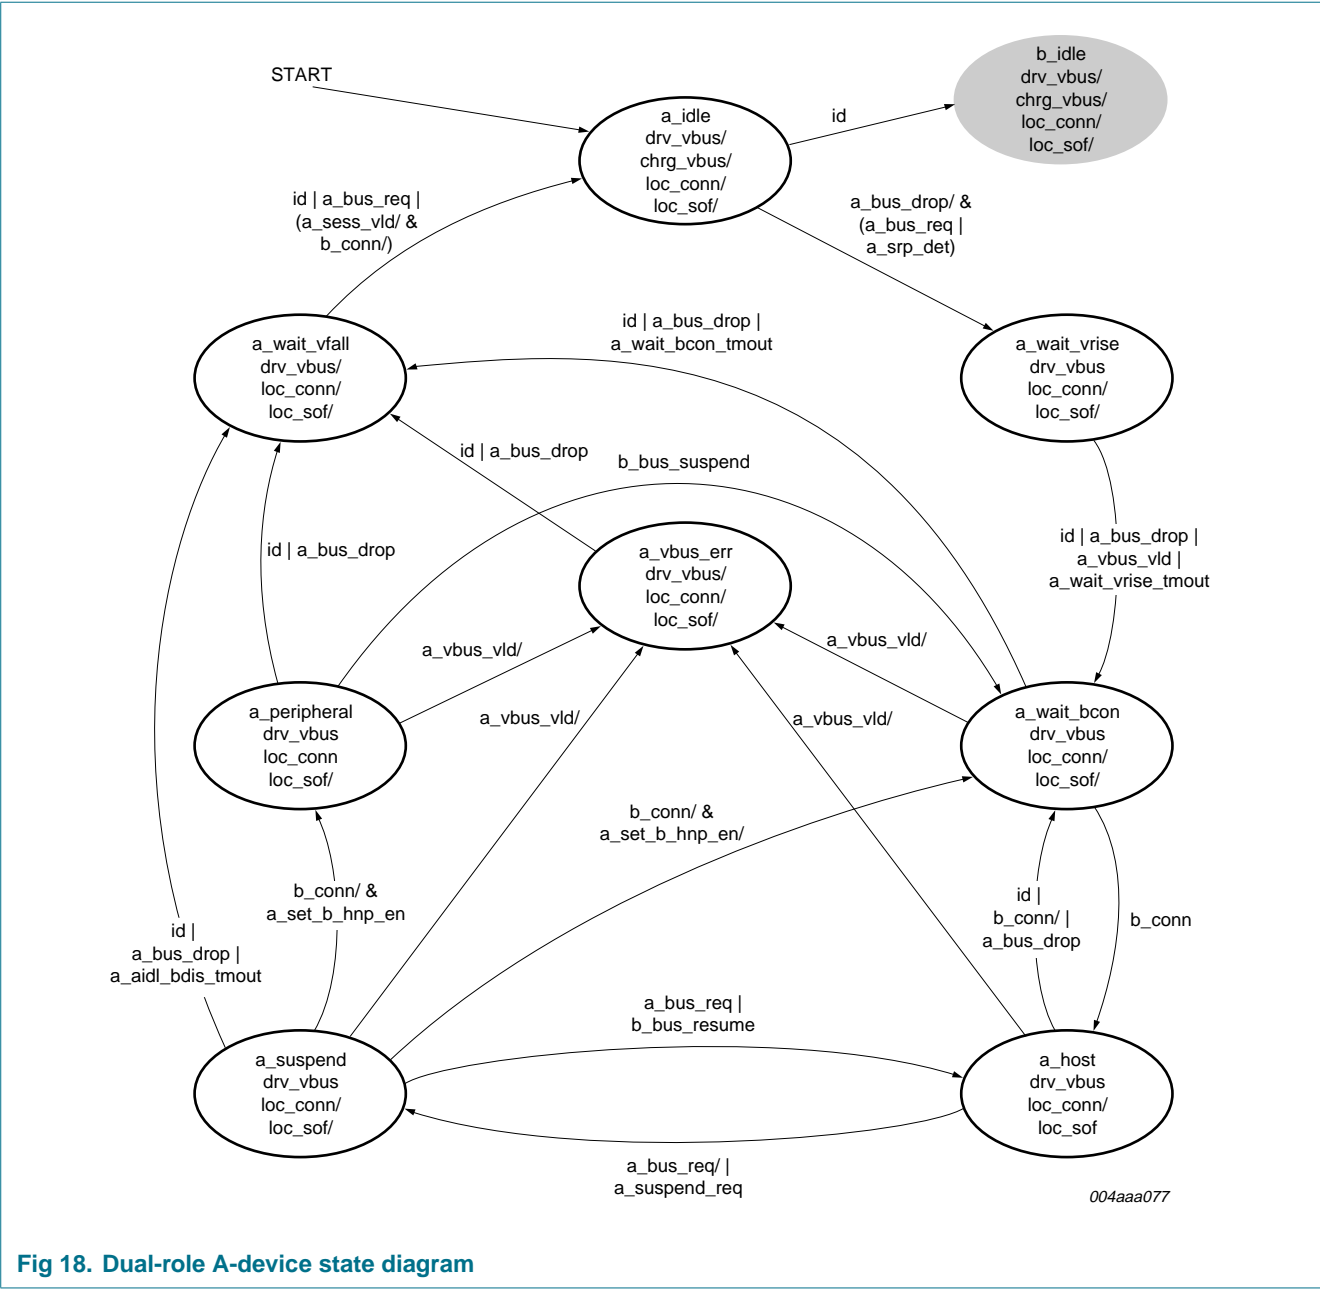 START
a_idle
drv_vbus/
chrg_vbus/
loc_conn/
loc_sof/
id
b_idle
drv_vbus/
chrg_vbus/
loc_conn/
loc_sof/
id | a_bus_req |
(a_sess_vld/ &
b_conn/)
a_bus_drop/ &
(a_bus_req |
a_srp_det)
a_wait_vfall
drv_vbus/
loc_conn/
loc_sof/
id | a_bus_drop |
a_wait_bcon_tmout
a_wait_vrise
drv_vbus
loc_conn/
loc_sof/
id | a_bus_drop
b_bus_suspend
id | a_bus_drop
a_vbus_err
drv_vbus/
loc_conn/
loc_sof/
id | a_bus_drop |
a_vbus_vld |
a_wait_vrise_tmout
a_vbus_vld/
a_vbus_vld/
a_peripheral
drv_vbus
loc_conn
loc_sof/
a_vbus_vld/
a_vbus_vld/
a_wait_bcon
drv_vbus
loc_conn/
loc_sof/
b_conn/ &
a_set_b_hnp_en/
b_conn/ &
a_set_b_hnp_en
id |
b_conn/ |
a_bus_drop
b_conn
id |
a_bus_drop |
a_aidl_bdis_tmout
a_bus_req |
b_bus_resume
a_suspend
drv_vbus
loc_conn/
loc_sof/
a_host
drv_vbus
loc_conn/
loc_sof
a_bus_req/ |
a_suspend_req
004aaa077
Fig 18. Dual-role A-device state diagram